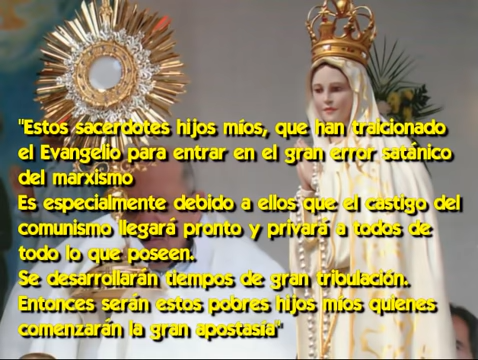 "Estos sacerdotes hijos míos, que han traicionado
el Evangelio para entrar en el gran error satánico
del marxismo
Es especialmente debido a ellos que el castigo del
comunismo llegará pronto y privará a todos de
todo lo que poseen.
Se desarrollarán tiempos de gran tribulación.
Entonces serán estos pobres hijos míos quienes
comenzarán la gran apostasía"